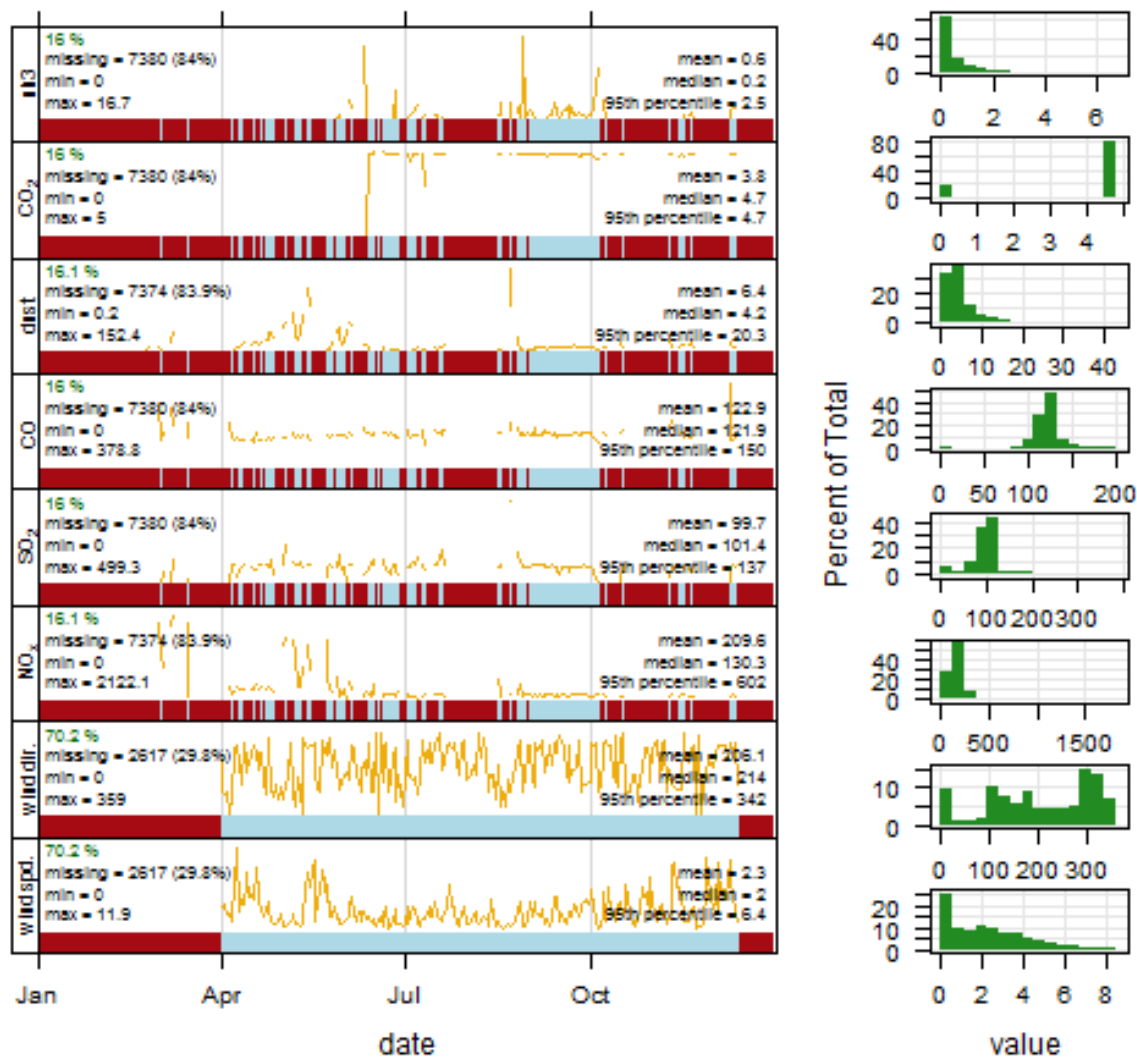 nh3
16 %
missing = 7380 (84%)
min = 0
max = 16.7
mean = 0.6
median = 0.2
95th percentile = 2.5
CO2
16 %
missing = 7380 (84%)
min = 0
max = 5
mean = 3.8
median = 4.7
95th percentile = 4.7
dist
16.1 %
missing = 7374 (83.9%)
min = 0.2
max = 152.4
mean = 6.4
median = 4.2
95th percentile = 20.3
CO
16 %
missing = 7380 (84%)
min = 0
max = 378.8
mean = 122.9
median = 121.9
95th percentile = 150
SO2
16 %
missing = 7380 (84%)
min = 0
max = 499.3
mean = 99.7
median = 101.4
95th percentile = 137
NOx
16.1 %
missing = 7374 (83.9%)
min = 0
max = 2122.1
mean = 209.6
median = 130.3
95th percentile = 602
wind dir.
70.2 %
missing = 2617 (29.8%)
min = 0
max = 359
mean = 206.1
median = 214
95th percentile = 342
wind spd.
70.2 %
missing = 2617 (29.8%)
min = 0
max = 11.9
mean = 2.3
median = 2
95th percentile = 6.4
Jan Apr Jul Oct
date
Percent of Total
40
0
0 2 4 6
80
40
0
0 1 2 3 4
20
0
0 10 20 30 40
40
20
0
0 50 100 200
40
20
0
0 100 200 300
40
20
0
0 500 1500
10
0
0 100 200 300
20
10
0
0 2 4 6 8
value